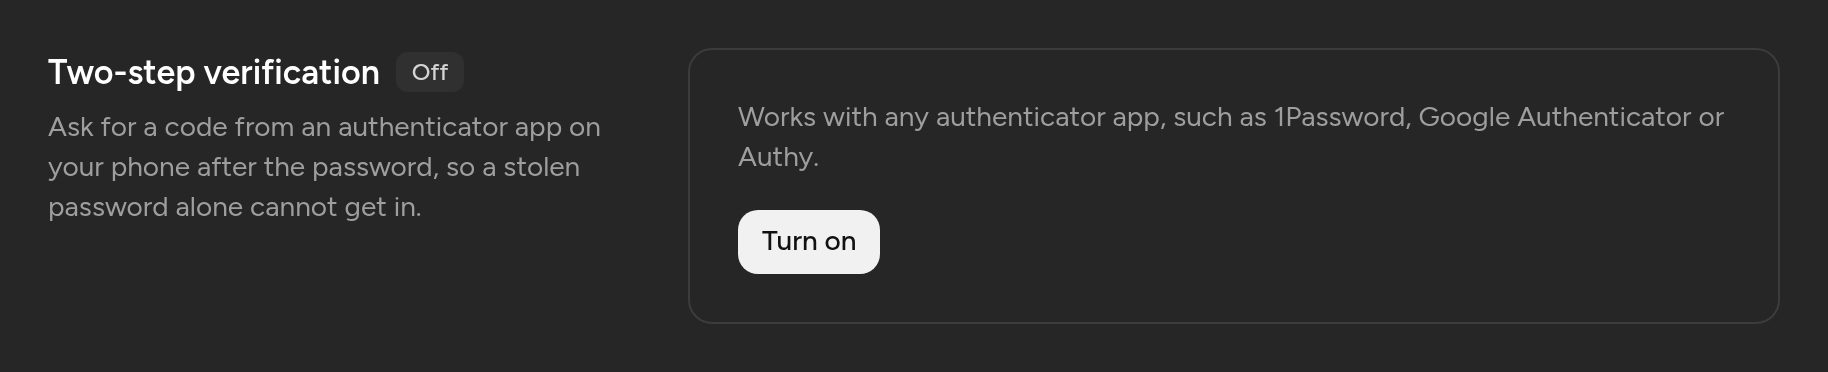 Two-step verification Off
Ask for a code from an authenticator app on
your phone after the password, so a stolen
password alone cannot get in.
Works with any authenticator app, such as 1Password, Google Authenticator or
Authy.
Turn on